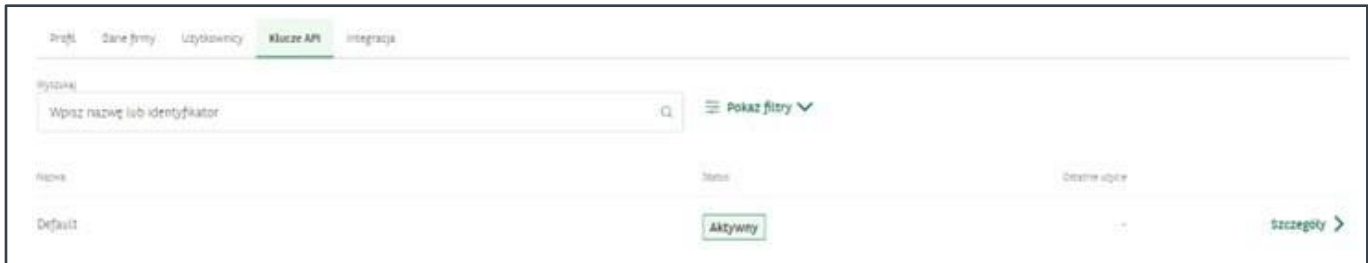 Profil Dane firmy Użytkownicy Klucze API Integracja
Wyszukaj
Wpisz nazwę lub identyfikator
Pokaż filtry
Nazwa Status Ostatnie użycie
Default Aktywny - Szczegóły